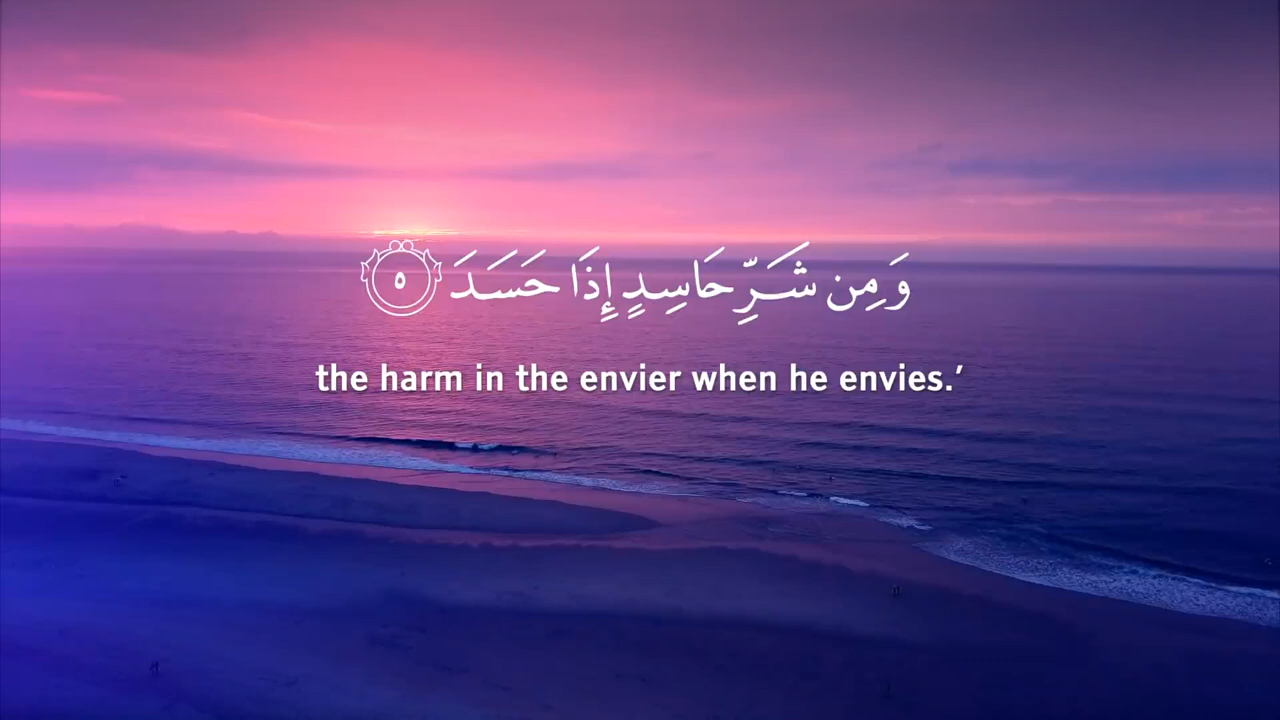 وَمِن شَرِّ حَاسِدٍ إِذَا حَسَدَ ٥
the harm in the envier when he envies.’